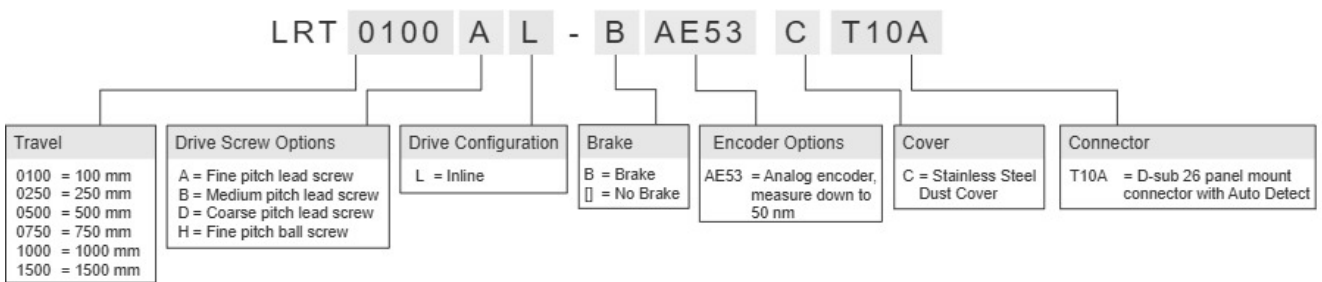 LRT 0100 A L - B AE53 C T10A
Travel
0100 = 100 mm
0250 = 250 mm
0500 = 500 mm
0750 = 750 mm
1000 = 1000 mm
1500 = 1500 mm
Drive Screw Options
A = Fine pitch lead screw
B = Medium pitch lead screw
D = Coarse pitch lead screw
H = Fine pitch ball screw
Drive Configuration
L = Inline
Brake
B = Brake
[] = No Brake
Encoder Options
AE53 = Analog encoder,
measure down to
50 nm
Cover
C = Stainless Steel
Dust Cover
Connector
T10A = D-sub 26 panel mount
connector with Auto Detect